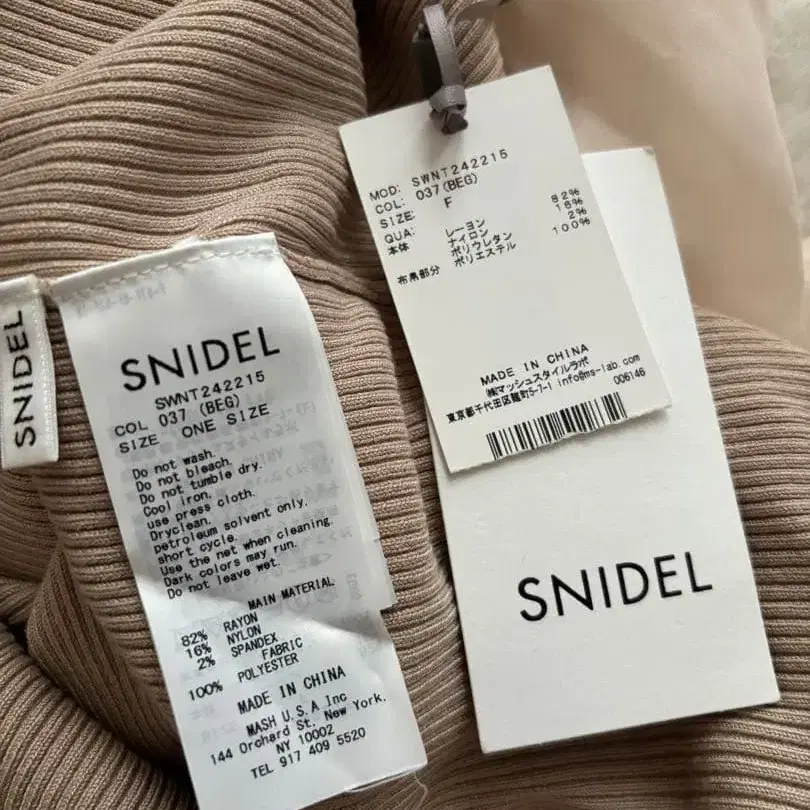 SNIDEL
SNIDEL
SWNT242215
COL 037 (BEG)
SIZE ONE SIZE
Do not wash.
Do not bleach.
Do not tumble dry.
Cool iron.
use press cloth.
Dryclean.
petroleum solvent only.
short cycle.
Use the net when cleaning.
Dark colors may run.
Do not leave wet.
MAIN MATERIAL
82% RAYON
16% NYLON
2% SPANDEX
FABRIC
100% POLYESTER
MADE IN CHINA
MASH U.S.A Inc
144 Orchard St. New York.
NY 10002
TEL 917 409 5520
MOD: SWNT242215
COL: 037(BEG)
SIZE: F
QUA:
本体 レーヨン 82%
ナイロン 16%
ポリウレタン 2%
布帛部分 ポリエステル 100%
MADE IN CHINA
㈱マッシュスタイルラボ
東京都千代田区麹町5-7-1 info@ms-lab.com
006146
SNIDEL